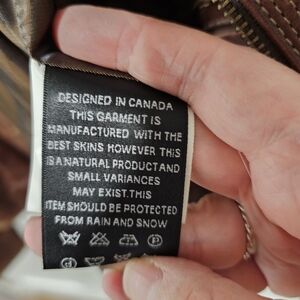 DESIGNED IN CANADA
THIS GARMENT IS
MANUFACTURED WITH THE
BEST SKINS HOWEVER THIS
IS A NATURAL PRODUCT AND
SMALL VARIANCES
MAY EXIST.THIS
ITEM SHOULD BE PROTECTED
FROM RAIN AND SNOW